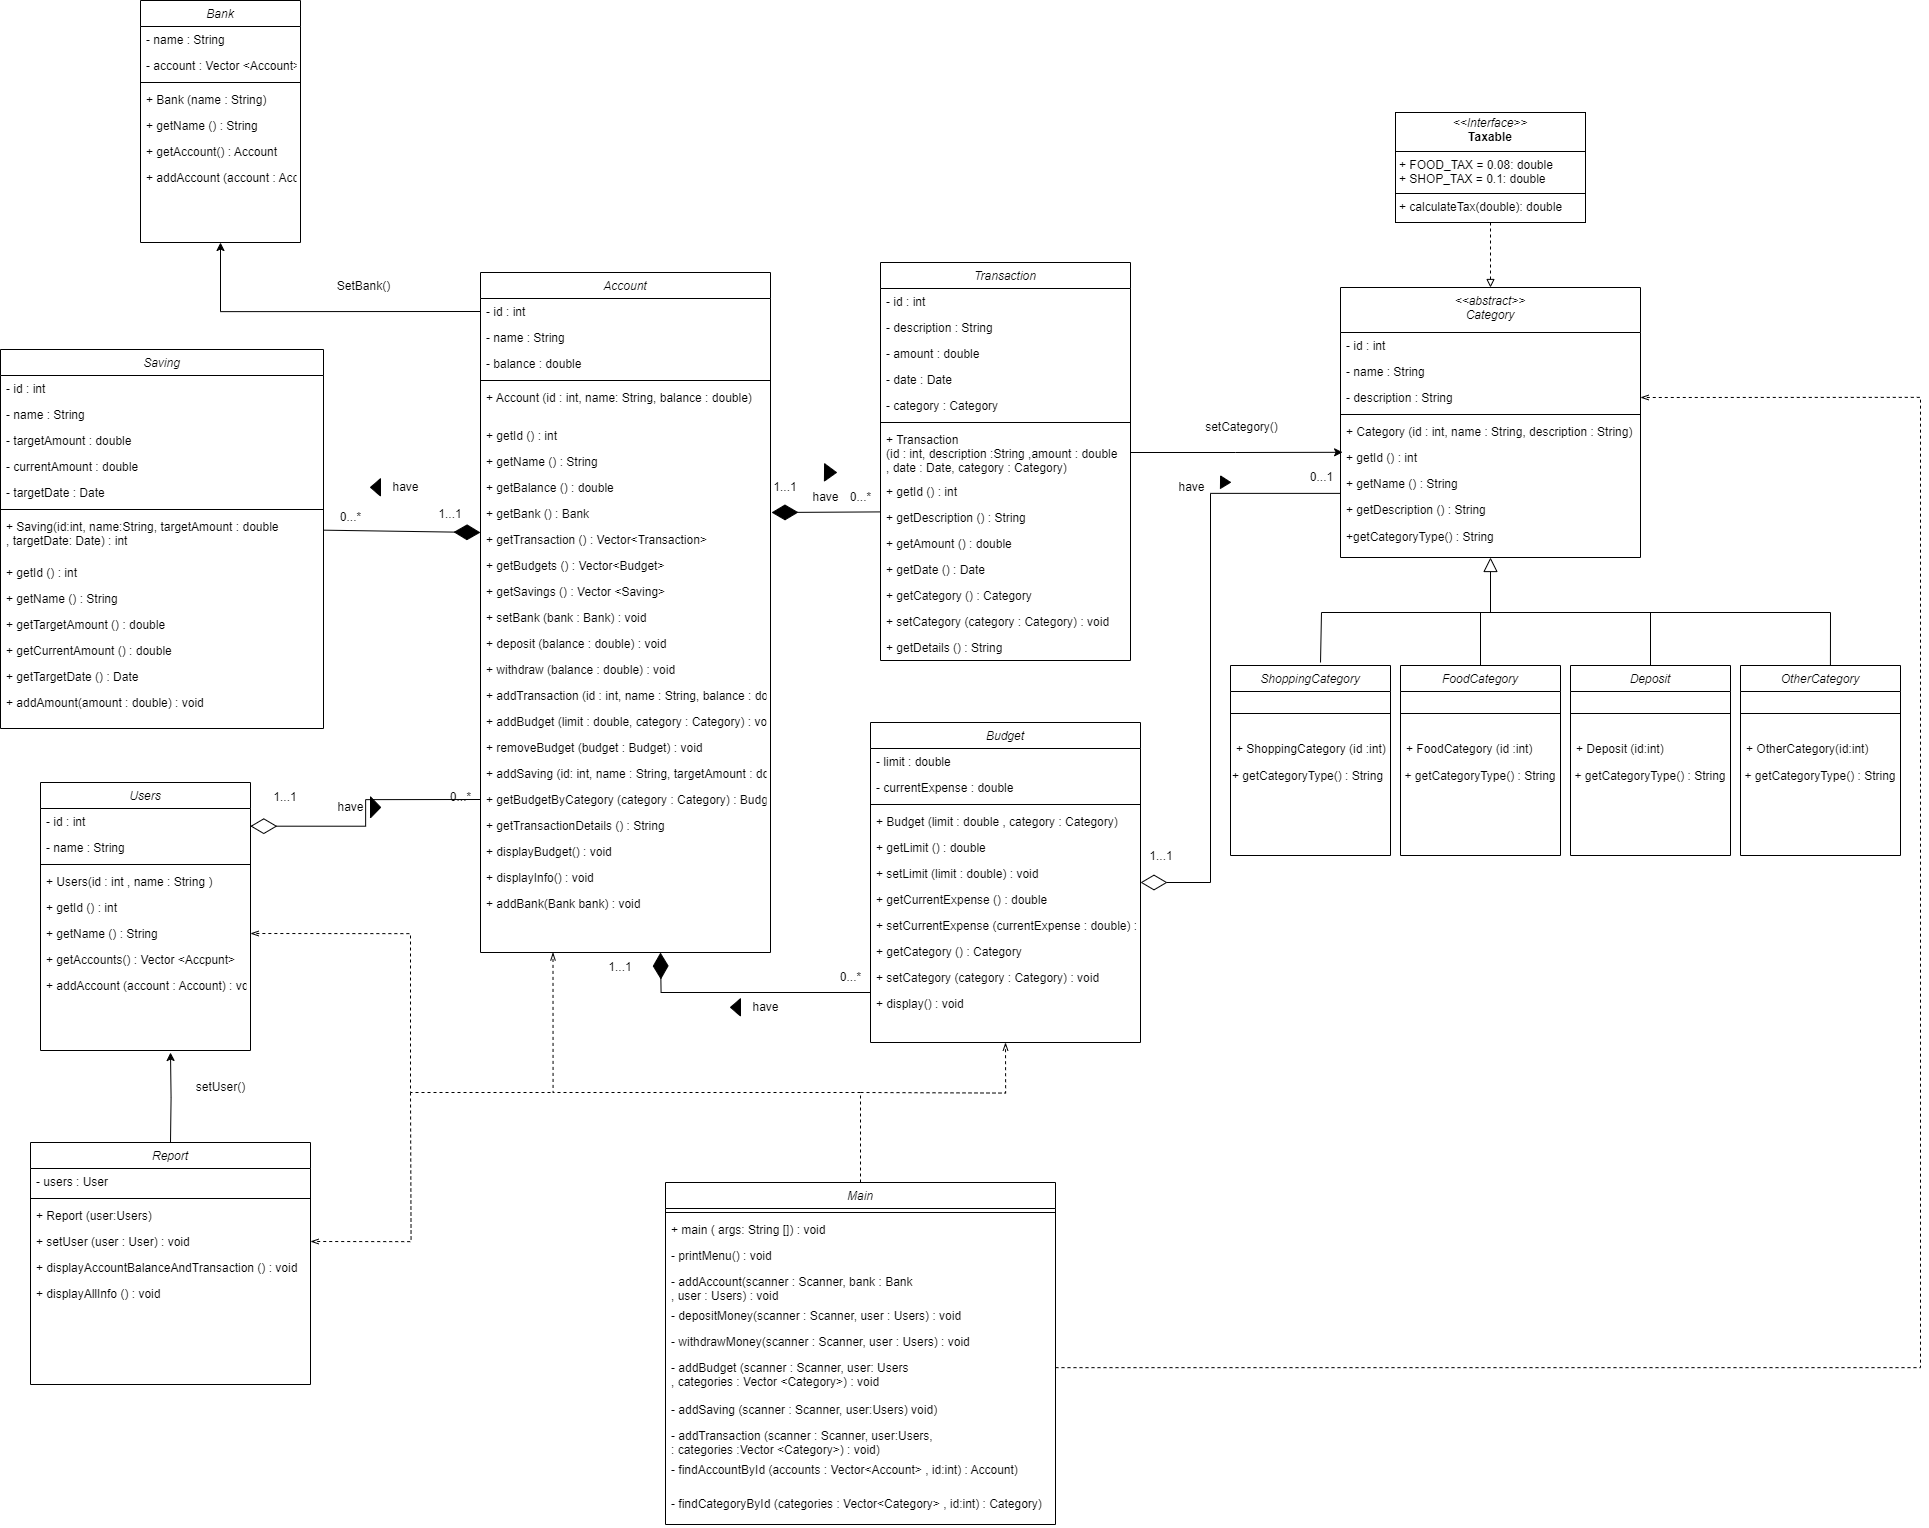 Bank
- name : String
- account : Vector <Account>
+ Bank (name : String)
+ getName () : String
+ getAccount() : Account
+ addAccount (account : Acc
<<Interface>>
Taxable
+ FOOD_TAX = 0.08: double
+ SHOP_TAX = 0.1: double
+ calculateTax(double): double
SetBank()
Account
- id : int
- name : String
- balance : double
+ Account (id : int, name: String, balance : double)
+ getId () : int
+ getName () : String
+ getBalance () : double
+ getBank () : Bank
+ getTransaction () : Vector<Transaction>
+ getBudgets () : Vector<Budget>
+ getSavings () : Vector <Saving>
+ setBank (bank : Bank) : void
+ deposit (balance : double) : void
+ withdraw (balance : double) : void
+ addTransaction (id : int, name : String, balance : do
+ addBudget (limit : double, category : Category) : vo
+ removeBudget (budget : Budget) : void
+ addSaving (id: int, name : String, targetAmount : do
+ getBudgetByCategory (category : Category) : Budg
+ getTransactionDetails () : String
+ displayBudget() : void
+ displayInfo() : void
+ addBank(Bank bank) : void
Transaction
- id : int
- description : String
- amount : double
- date : Date
- category : Category
+ Transaction
(id : int, description :String ,amount : double
, date : Date, category : Category)
+ getId () : int
+ getDescription () : String
+ getAmount () : double
+ getDate () : Date
+ getCategory () : Category
+ setCategory (category : Category) : void
+ getDetails () : String
<<abstract>>
Category
- id : int
- name : String
- description : String
+ Category (id : int, name : String, description : String)
+ getId () : int
+ getName () : String
+ getDescription () : String
+getCategoryType() : String
setCategory()
have
0...1
1...1
have
0...*
Saving
- id : int
- name : String
- targetAmount : double
- currentAmount : double
- targetDate : Date
+ Saving(id:int, name:String, targetAmount : double
, targetDate: Date) : int
+ getId () : int
+ getName () : String
+ getTargetAmount () : double
+ getCurrentAmount () : double
+ getTargetDate () : Date
+ addAmount(amount : double) : void
have
0...*
1...1
ShoppingCategory
+ ShoppingCategory (id :int)
+ getCategoryType() : String
FoodCategory
+ FoodCategory (id :int)
+ getCategoryType() : String
Deposit
+ Deposit (id:int)
+ getCategoryType() : String
OtherCategory
+ OtherCategory(id:int)
+ getCategoryType() : String
Users
- id : int
- name : String
+ Users(id : int , name : String )
+ getId () : int
+ getName () : String
+ getAccounts() : Vector <Accpunt>
+ addAccount (account : Account) : vo
1...1
have
0...*
Budget
- limit : double
- currentExpense : double
+ Budget (limit : double , category : Category)
+ getLimit () : double
+ setLimit (limit : double) : void
+ getCurrentExpense () : double
+ setCurrentExpense (currentExpense : double) :
+ getCategory () : Category
+ setCategory (category : Category) : void
+ display() : void
1...1
1...1
0...*
have
setUser()
Report
- users : User
+ Report (user:Users)
+ setUser (user : User) : void
+ displayAccountBalanceAndTransaction () : void
+ displayAllInfo () : void
Main
+ main ( args: String []) : void
- printMenu() : void
- addAccount(scanner : Scanner, bank : Bank
, user : Users) : void
- depositMoney(scanner : Scanner, user : Users) : void
- withdrawMoney(scanner : Scanner, user : Users) : void
- addBudget (scanner : Scanner, user: Users
, categories : Vector <Category>) : void
- addSaving (scanner : Scanner, user:Users) void)
- addTransaction (scanner : Scanner, user:Users,
: categories :Vector <Category>) : void)
- findAccountById (accounts : Vector<Account> , id:int) : Account)
- findCategoryById (categories : Vector<Category> , id:int) : Category)